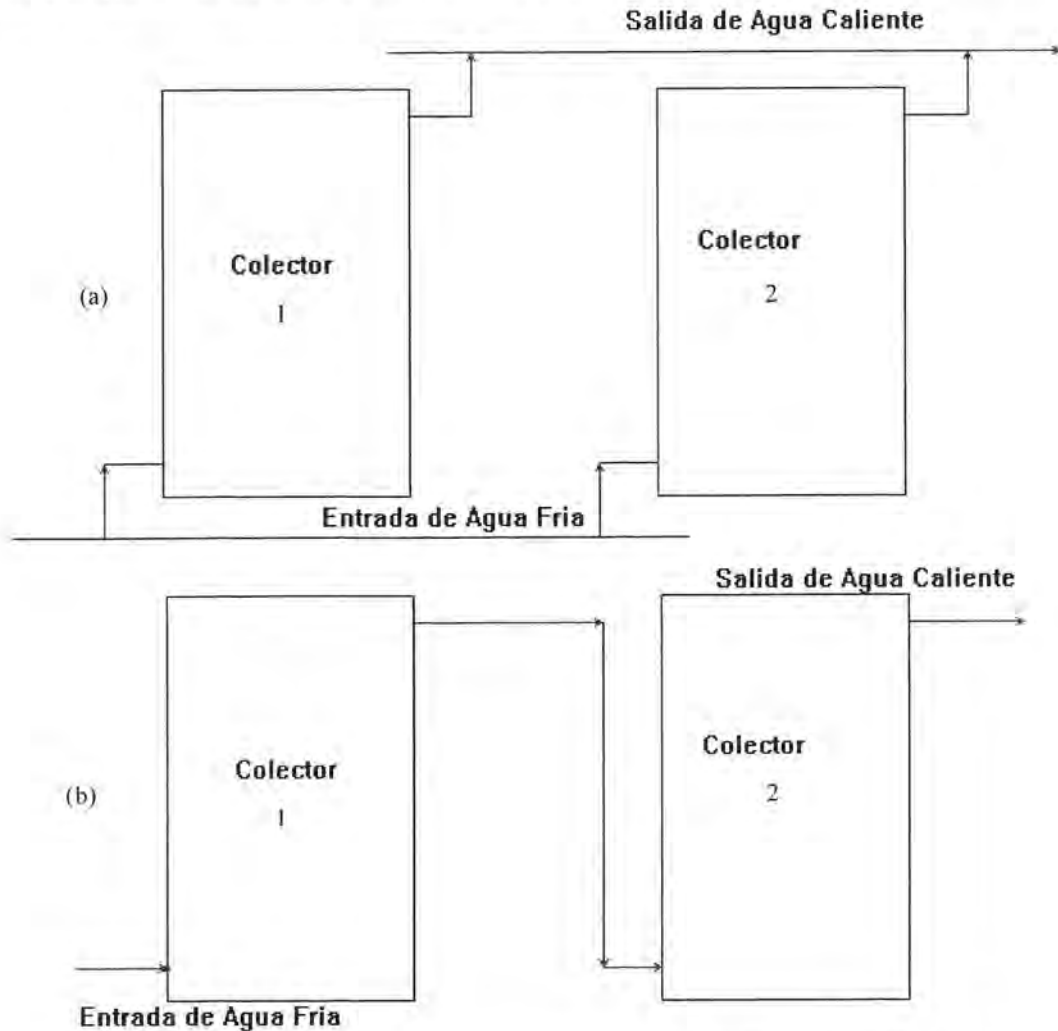 Salida de Agua Caliente
Colector
1
Colector
2
(a)
Entrada de Agua Fria
Salida de Agua Caliente
Colector
1
Colector
2
(b)
Entrada de Agua Fria